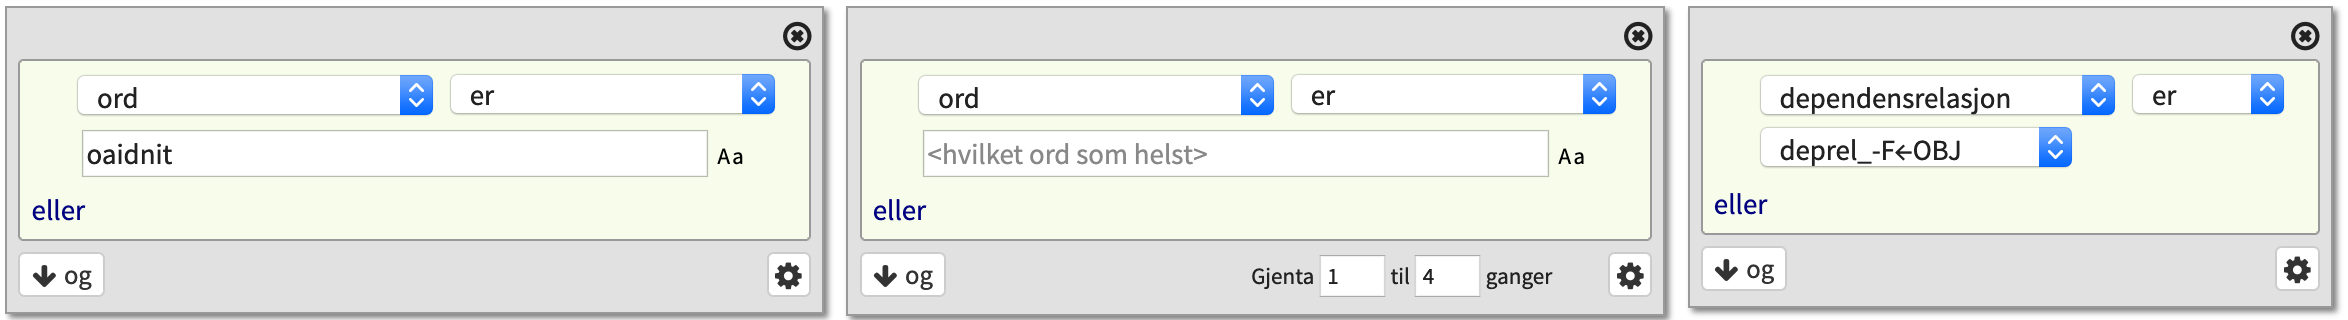 ord er
oaidnit Aa
eller
og
ord er
<hvilket ord som helst> Aa
eller
og Gjenta 1 til 4 ganger
dependensrelasjon er
deprel_-F←OBJ
eller
og